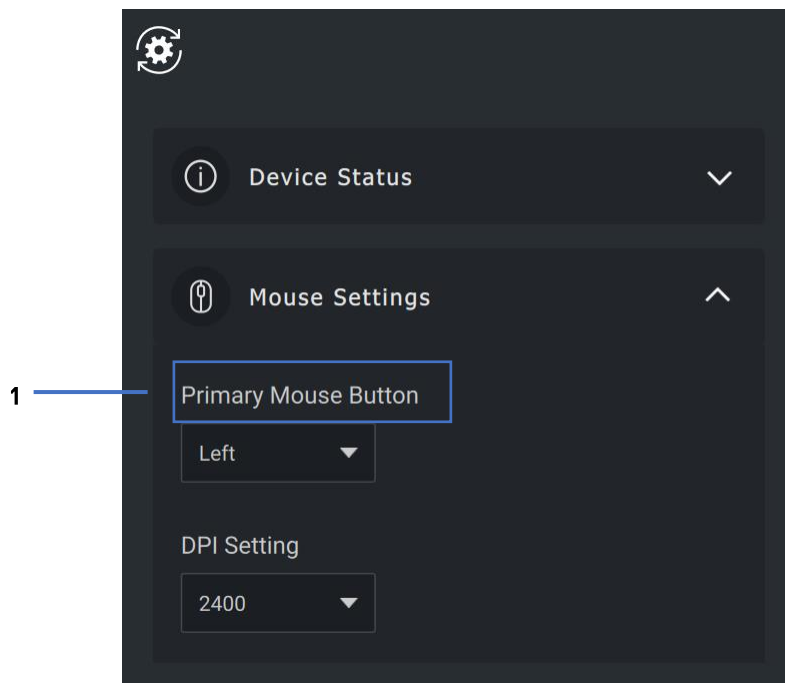 Device Status
Mouse Settings
1
Primary Mouse Button
Left
DPI Setting
2400